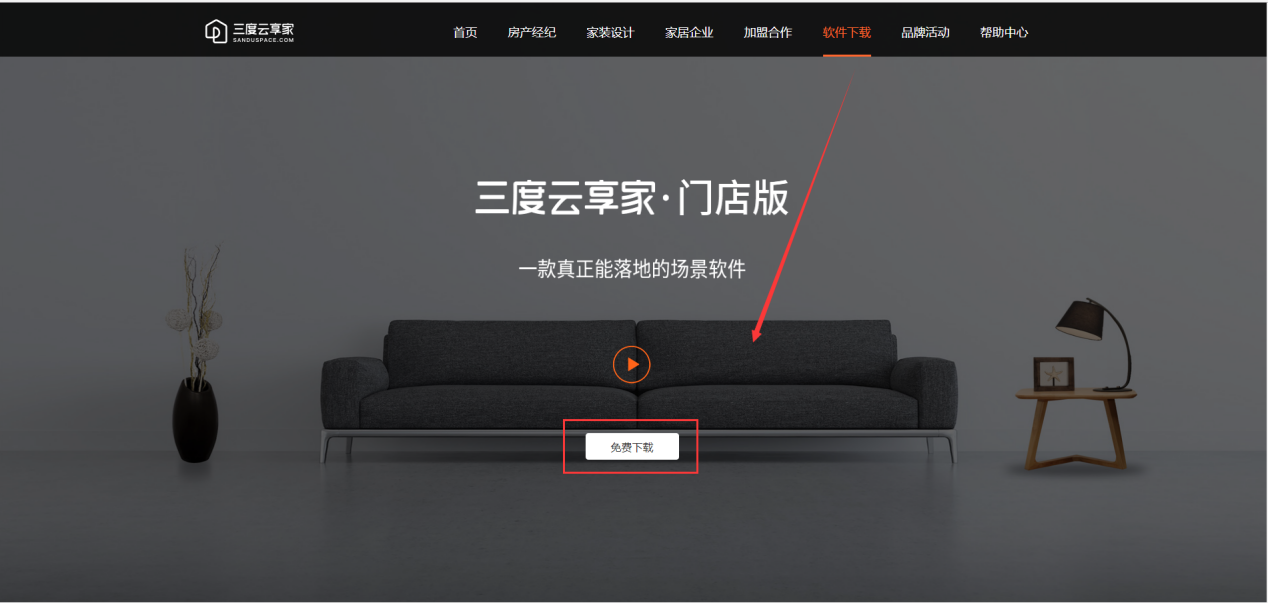 三度云享家
SANDUSPACE.COM
首页 房产经纪 家装设计 家居企业 加盟合作 软件下载 品牌活动 帮助中心
三度云享家·门店版
一款真正能落地的场景软件
免费下载